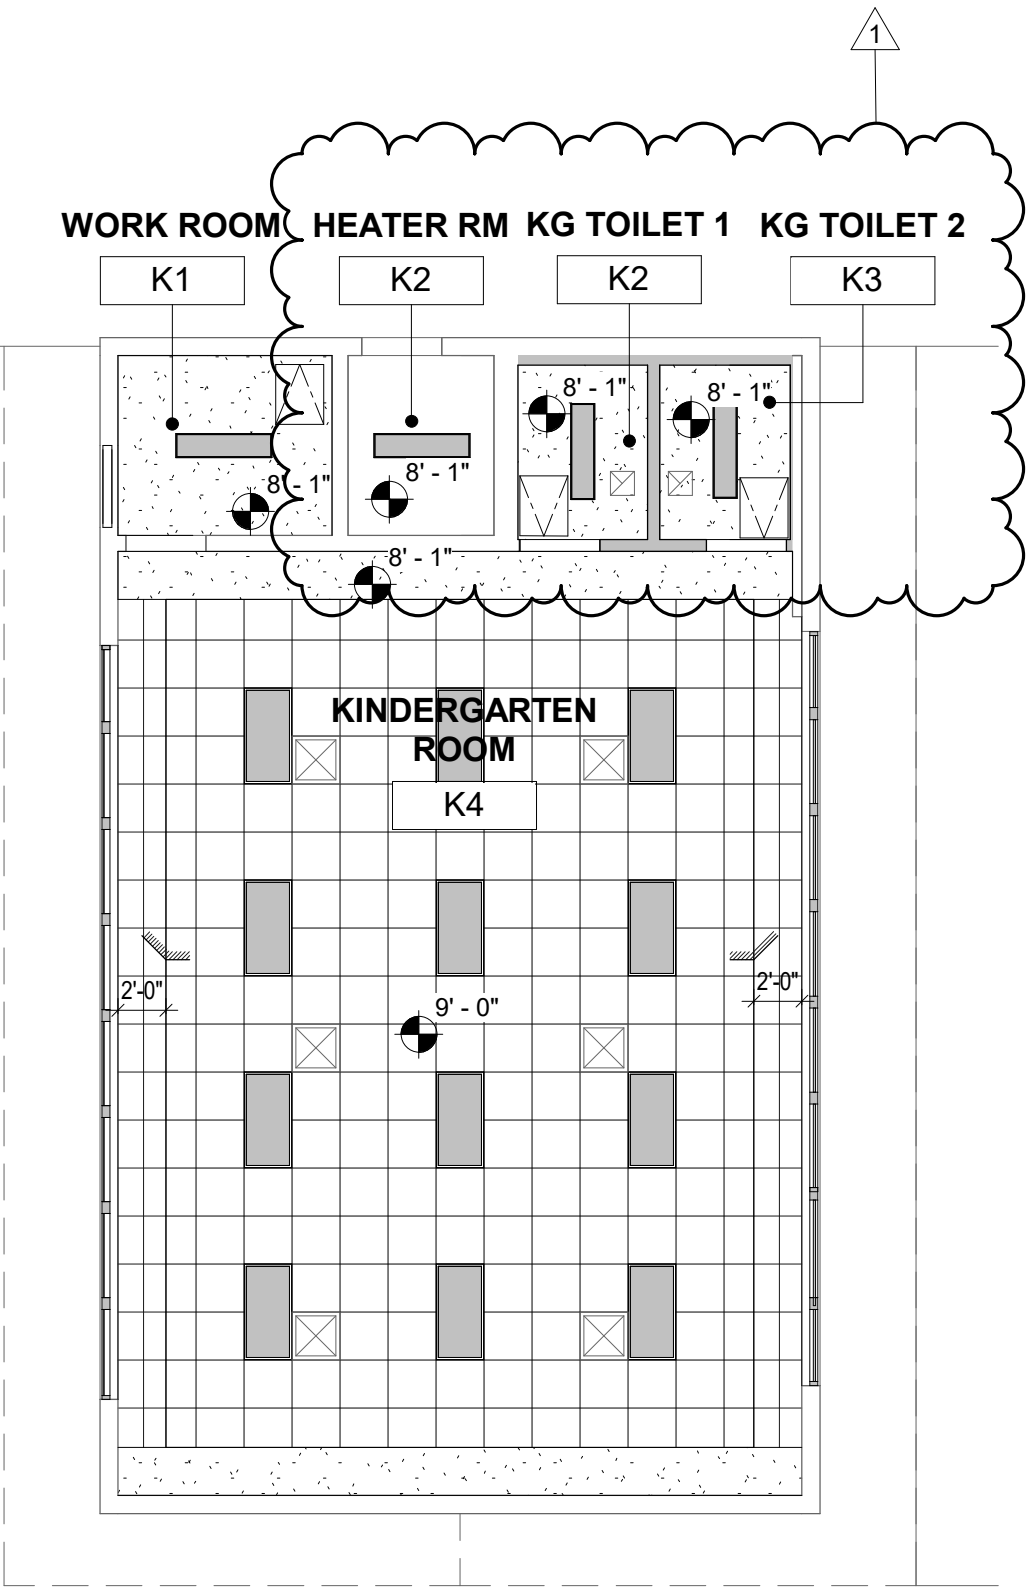 1
WORK ROOM
HEATER RM
KG TOILET 1
KG TOILET 2
K1
K2
K2
K3
8' - 1"
8' - 1"
8' - 1"
8' - 1"
8' - 1"
KINDERGARTEN
ROOM
K4
2'-0"
2'-0"
9' - 0"